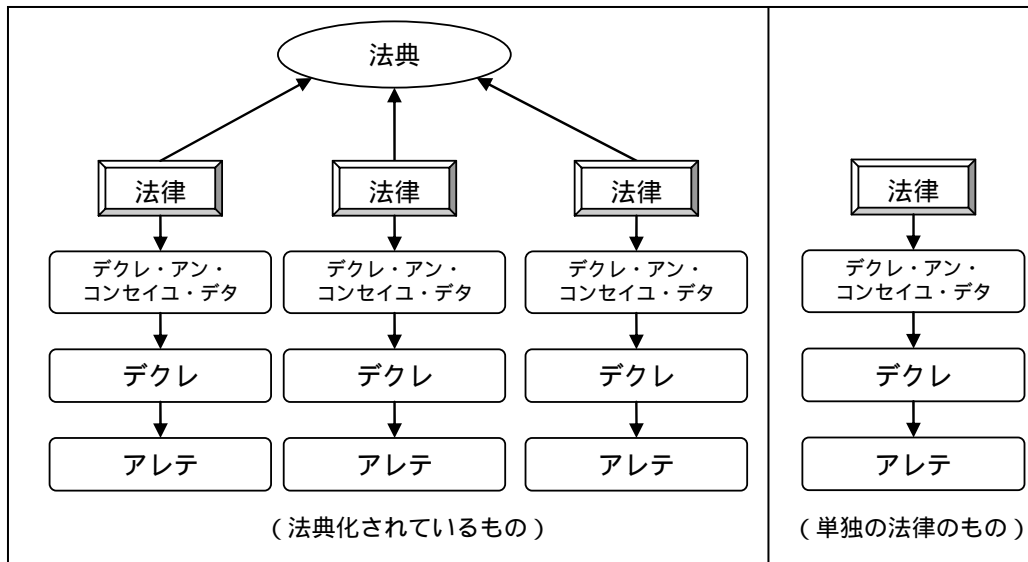 法典
法律
法律
法律
法律
デクレ・アン・
コンセイユ・デタ
デクレ・アン・
コンセイユ・デタ
デクレ・アン・
コンセイユ・デタ
デクレ・アン・
コンセイユ・デタ
デクレ
デクレ
デクレ
デクレ
アレテ
アレテ
アレテ
アレテ
（法典化されているもの）
（単独の法律のもの）